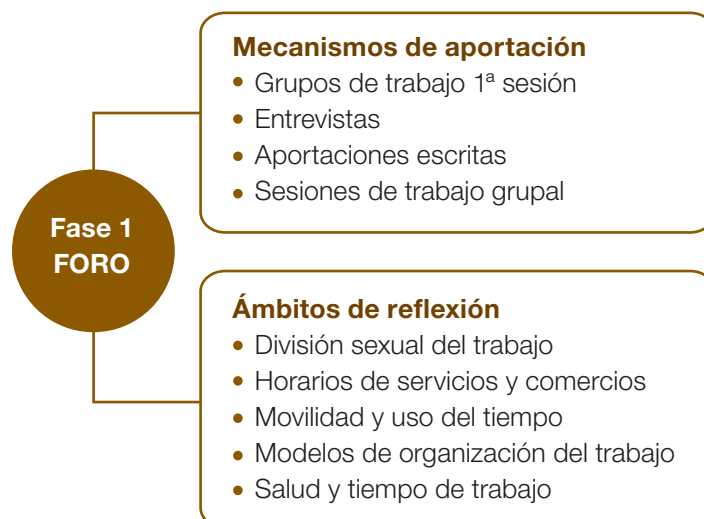 Mecanismos de aportación
• Grupos de trabajo 1ª sesión
• Entrevistas
• Aportaciones escritas
• Sesiones de trabajo grupal
Fase 1
FORO
Ámbitos de reflexión
• División sexual del trabajo
• Horarios de servicios y comercios
• Movilidad y uso del tiempo
• Modelos de organización del trabajo
• Salud y tiempo de trabajo